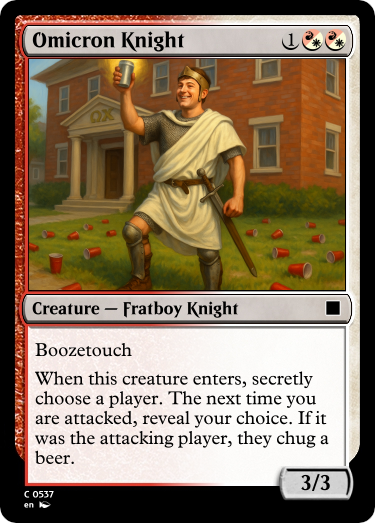 Omicron Knight 1
Creature — Fratboy Knight
Boozetouch
When this creature enters, secretly
choose a player. The next time you
are attacked, reveal your choice. If it
was the attacking player, they chug a
beer.
3/3
C 0537
en